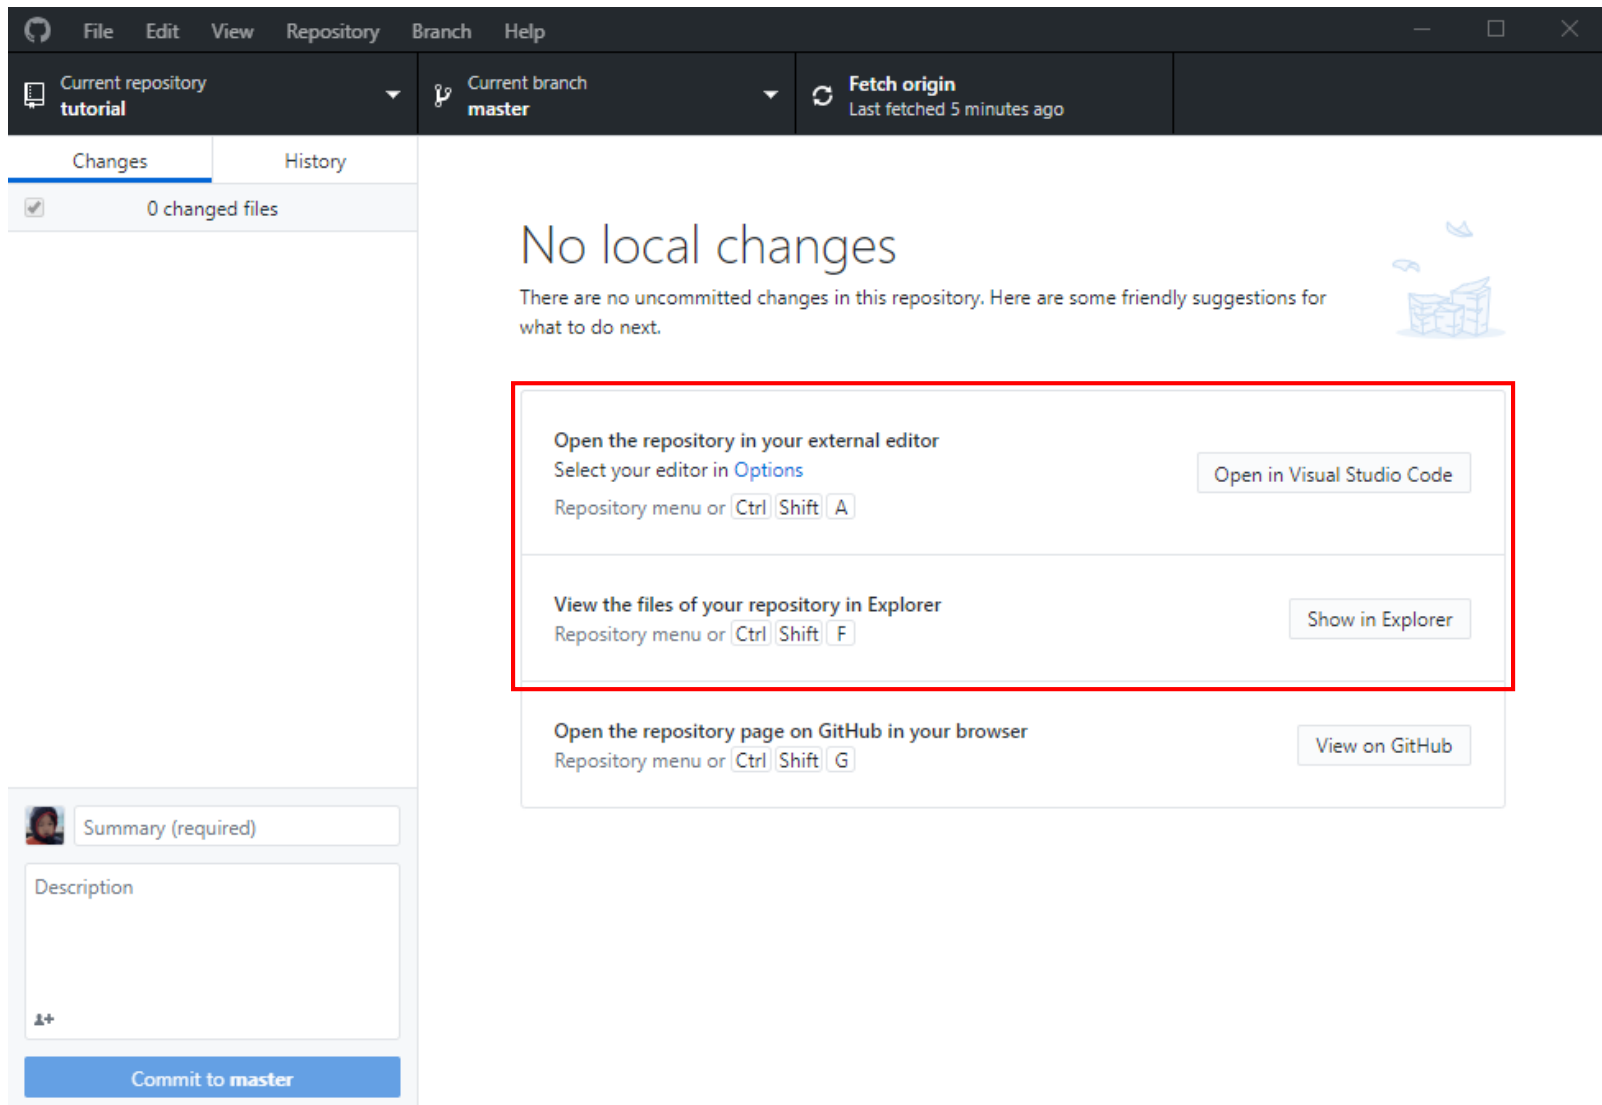 File Edit View Repository Branch Help
Current repository
tutorial
Current branch
master
Fetch origin
Last fetched 5 minutes ago
Changes History
0 changed files
No local changes
There are no uncommitted changes in this repository. Here are some friendly suggestions for
what to do next.
Open the repository in your external editor
Select your editor in Options
Repository menu or Ctrl Shift A
Open in Visual Studio Code
View the files of your repository in Explorer
Repository menu or Ctrl Shift F
Show in Explorer
Open the repository page on GitHub in your browser
Repository menu or Ctrl Shift G
View on GitHub
Summary (required)
Description
Commit to master